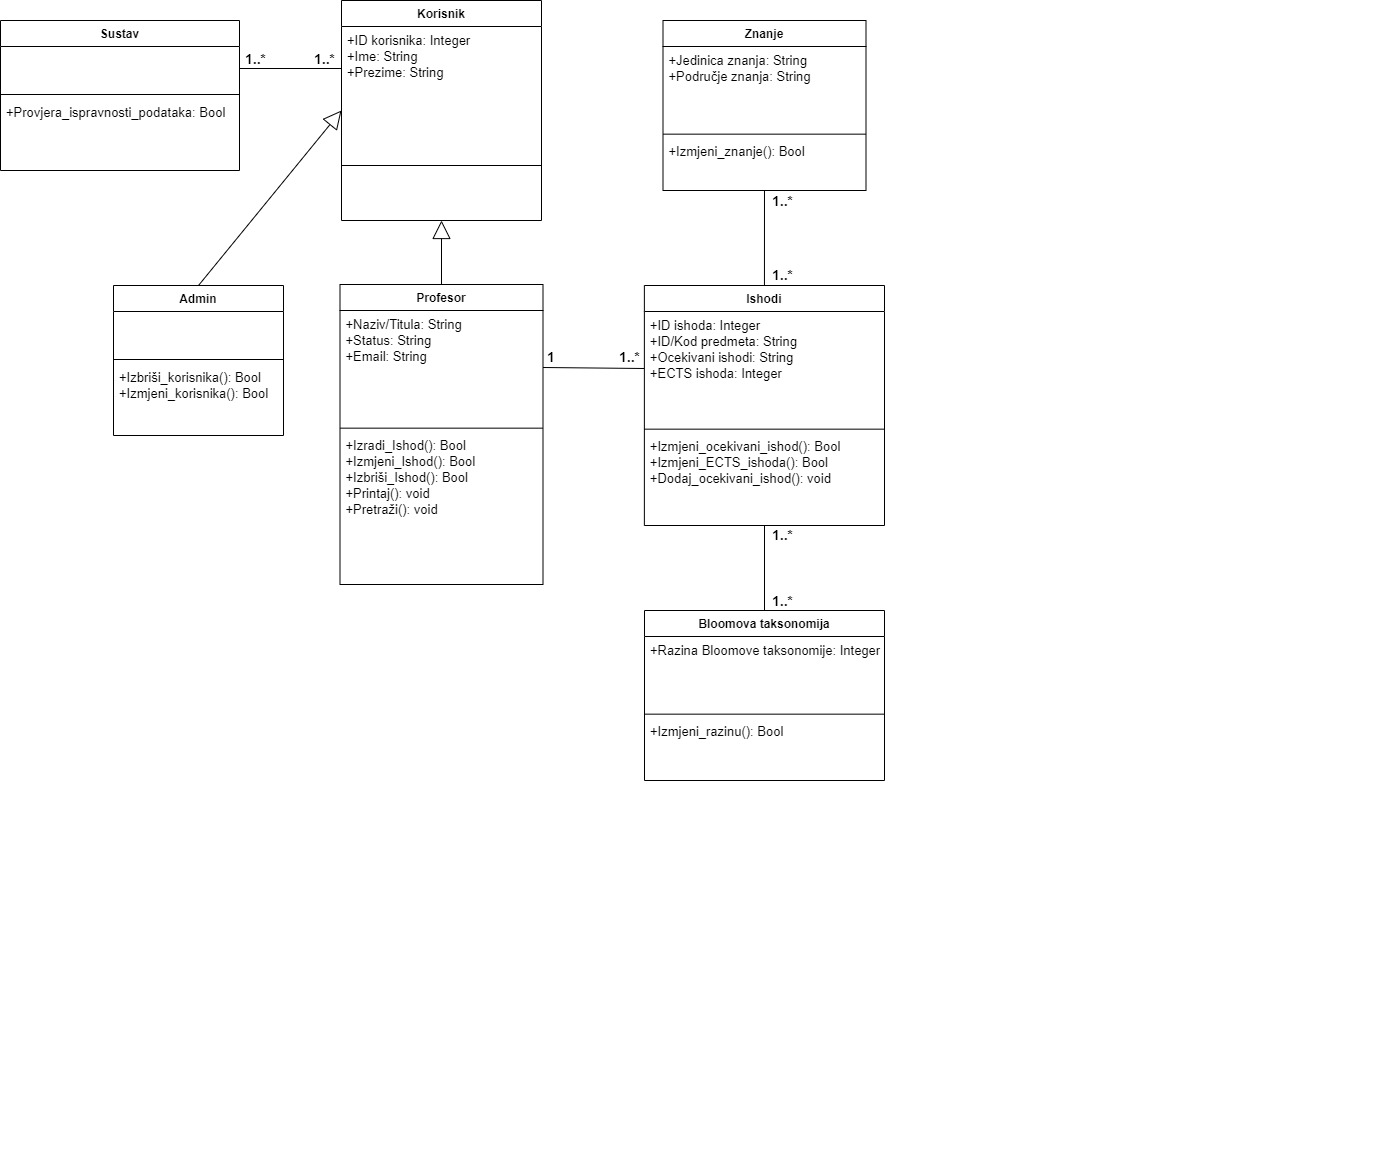 Sustav
+Provjera_ispravnosti_podataka: Bool
1..*
1..*
Korisnik
+ID korisnika: Integer
+Ime: String
+Prezime: String
Znanje
+Jedinica znanja: String
+Područje znanja: String
+Izmjeni_znanje(): Bool
1..*
1..*
Admin
+Izbriši_korisnika(): Bool
+Izmjeni_korisnika(): Bool
Profesor
+Naziv/Titula: String
+Status: String
+Email: String
+Izradi_Ishod(): Bool
+Izmjeni_Ishod(): Bool
+Izbriši_Ishod(): Bool
+Printaj(): void
+Pretraži(): void
1
1..*
Ishodi
+ID ishoda: Integer
+ID/Kod predmeta: String
+Ocekivani ishodi: String
+ECTS ishoda: Integer
+Izmjeni_ocekivani_ishod(): Bool
+Izmjeni_ECTS_ishoda(): Bool
+Dodaj_ocekivani_ishod(): void
1..*
1..*
Bloomova taksonomija
+Razina Bloomove taksonomije: Integer
+Izmjeni_razinu(): Bool